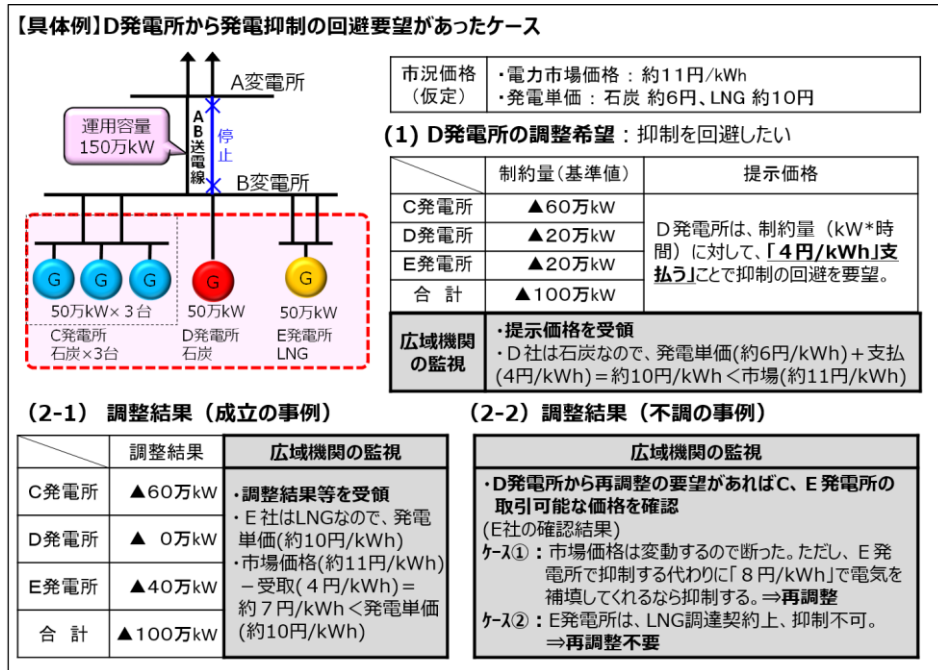 【具体例】D発電所から発電抑制の回避要望があったケース
A変電所
運用容量
150万kW
AB送電線
停止
B変電所
G G G G G
50万kW×3台 50万kW 50万kW
C発電所 D発電所 E発電所
石炭×3台 石炭 LNG
市況価格
(仮定)
・電力市場価格：約11円/kWh
・発電単価：石炭 約6円、LNG 約10円
(1) D発電所の調整希望：抑制を回避したい
制約量(基準値) 提示価格
C発電所 ▲60万kW
D発電所 ▲20万kW
E発電所 ▲20万kW
合 計 ▲100万kW
D発電所は、制約量（kW*時
間）に対して、「4円/kWh」支
払う」ことで抑制の回避を要望。
広域機関
の監視
・提示価格を受領
・D社は石炭なので、発電単価(約6円/kWh)＋支払
(4円/kWh)＝約10円/kWh＜市場(約11円/kWh)
(2-1) 調整結果（成立の事例）
調整結果 広域機関の監視
C発電所 ▲60万kW
D発電所 ▲ 0万kW
E発電所 ▲40万kW
合 計 ▲100万kW
・調整結果等を受領
・E社はLNGなので、発電
単価(約10円/kWh)
・市場価格(約11円/kWh)
－受取(4円/kWh)＝
約7円/kWh＜発電単価
(約10円/kWh)
(2-2) 調整結果（不調の事例）
広域機関の監視
・D発電所から再調整の要望があればC、E発電所の
取引可能な価格を確認
(E社の確認結果)
ｹｰｽ①：市場価格は変動するので断った。ただし、E発
電所で抑制する代わりに「8円/kWh」で電気を
補填してくれるなら抑制する。⇒再調整
ｹｰｽ②：E発電所は、LNG調達契約上、抑制不可。
⇒再調整不要